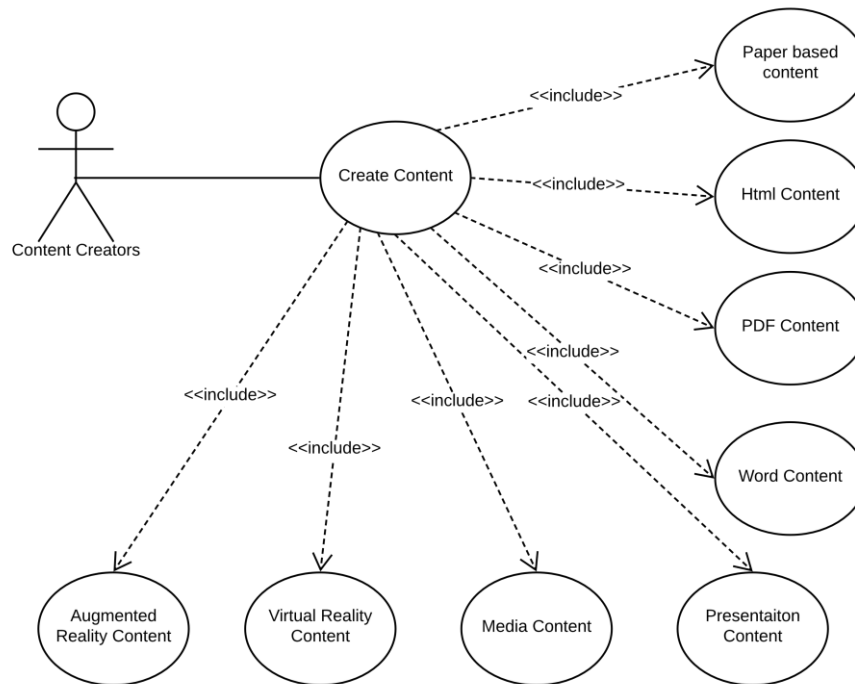 Paper based
content
<<include>>
Create Content
<<include>>
Html Content
Content Creators
<<include>>
PDF Content
<<include>>
<<include>>
<<include>>
<<include>>
<<include>>
Word Content
Augmented
Reality Content
Virtual Reality
Content
Media Content
Presentaiton
Content